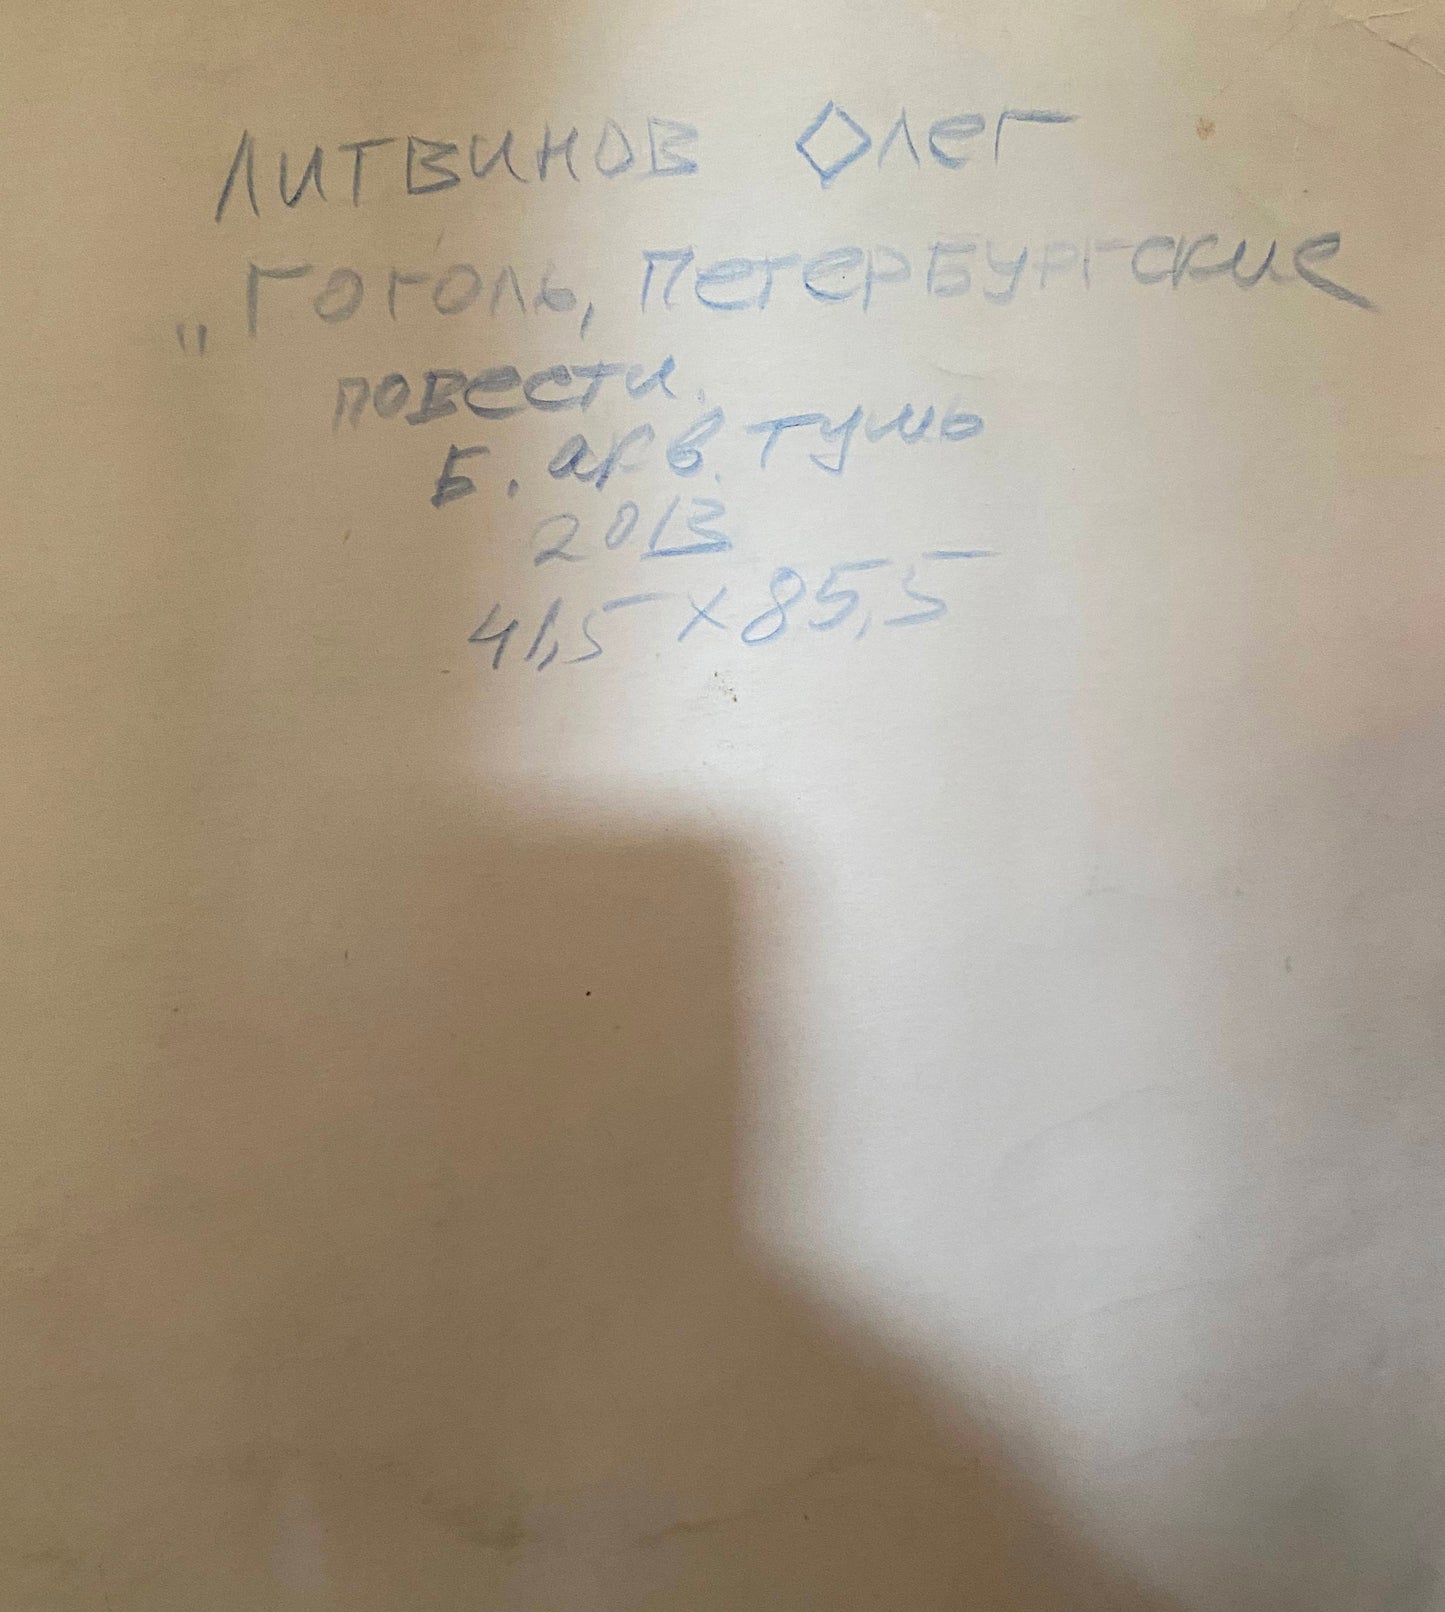 Литвинов Олег
„Гоголь, Петербургские
повести.
Б. акв. тушь
2013
41,5 x 85,5